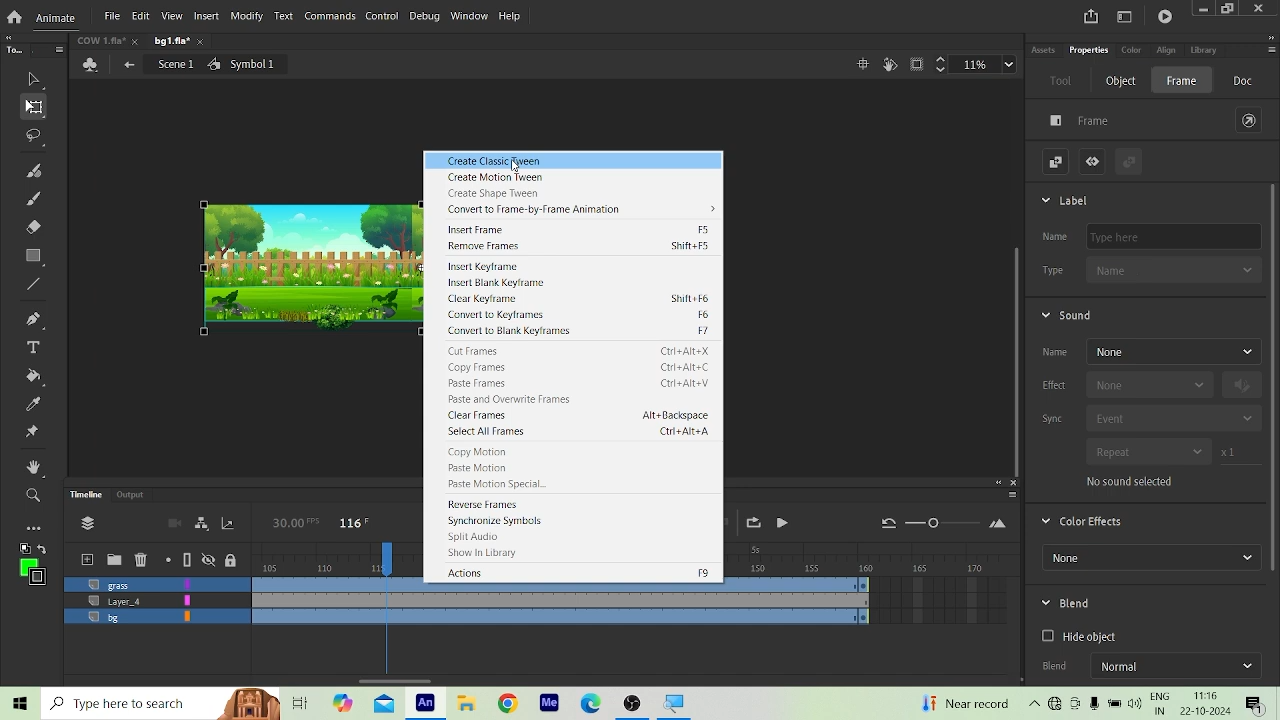 Animate File Edit View Insert Modify Text Commands Control Debug Window Help
COW 1.fla* bg1.fla*
Scene 1 Symbol 1 11%
To...
Assets Properties Color Align Library
Tool Object Frame Doc
Frame
Label
Name Type here
Type Name
Sound
Name None
Effect None
Sync Event
Repeat x 1
No sound selected
Color Effects
None
Blend
Hide object
Blend Normal
Create Classic Tween
Create Motion Tween
Create Shape Tween
Convert to Frame-by-Frame Animation
Insert Frame F5
Remove Frames Shift+F5
Insert Keyframe
Insert Blank Keyframe
Clear Keyframe Shift+F6
Convert to Keyframes F6
Convert to Blank Keyframes F7
Cut Frames Ctrl+Alt+X
Copy Frames Ctrl+Alt+C
Paste Frames Ctrl+Alt+V
Paste and Overwrite Frames
Clear Frames Alt+Backspace
Select All Frames Ctrl+Alt+A
Copy Motion
Paste Motion
Paste Motion Special...
Reverse Frames
Synchronize Symbols
Split Audio
Show In Library
Actions F9
Timeline Output
30.00 FPS 116 F
5s
105 110 115 150 155 160 165 170
grass
Layer_4
bg
Type here to search
An
Me
Near record
ENG
IN
11:16
22-10-2024